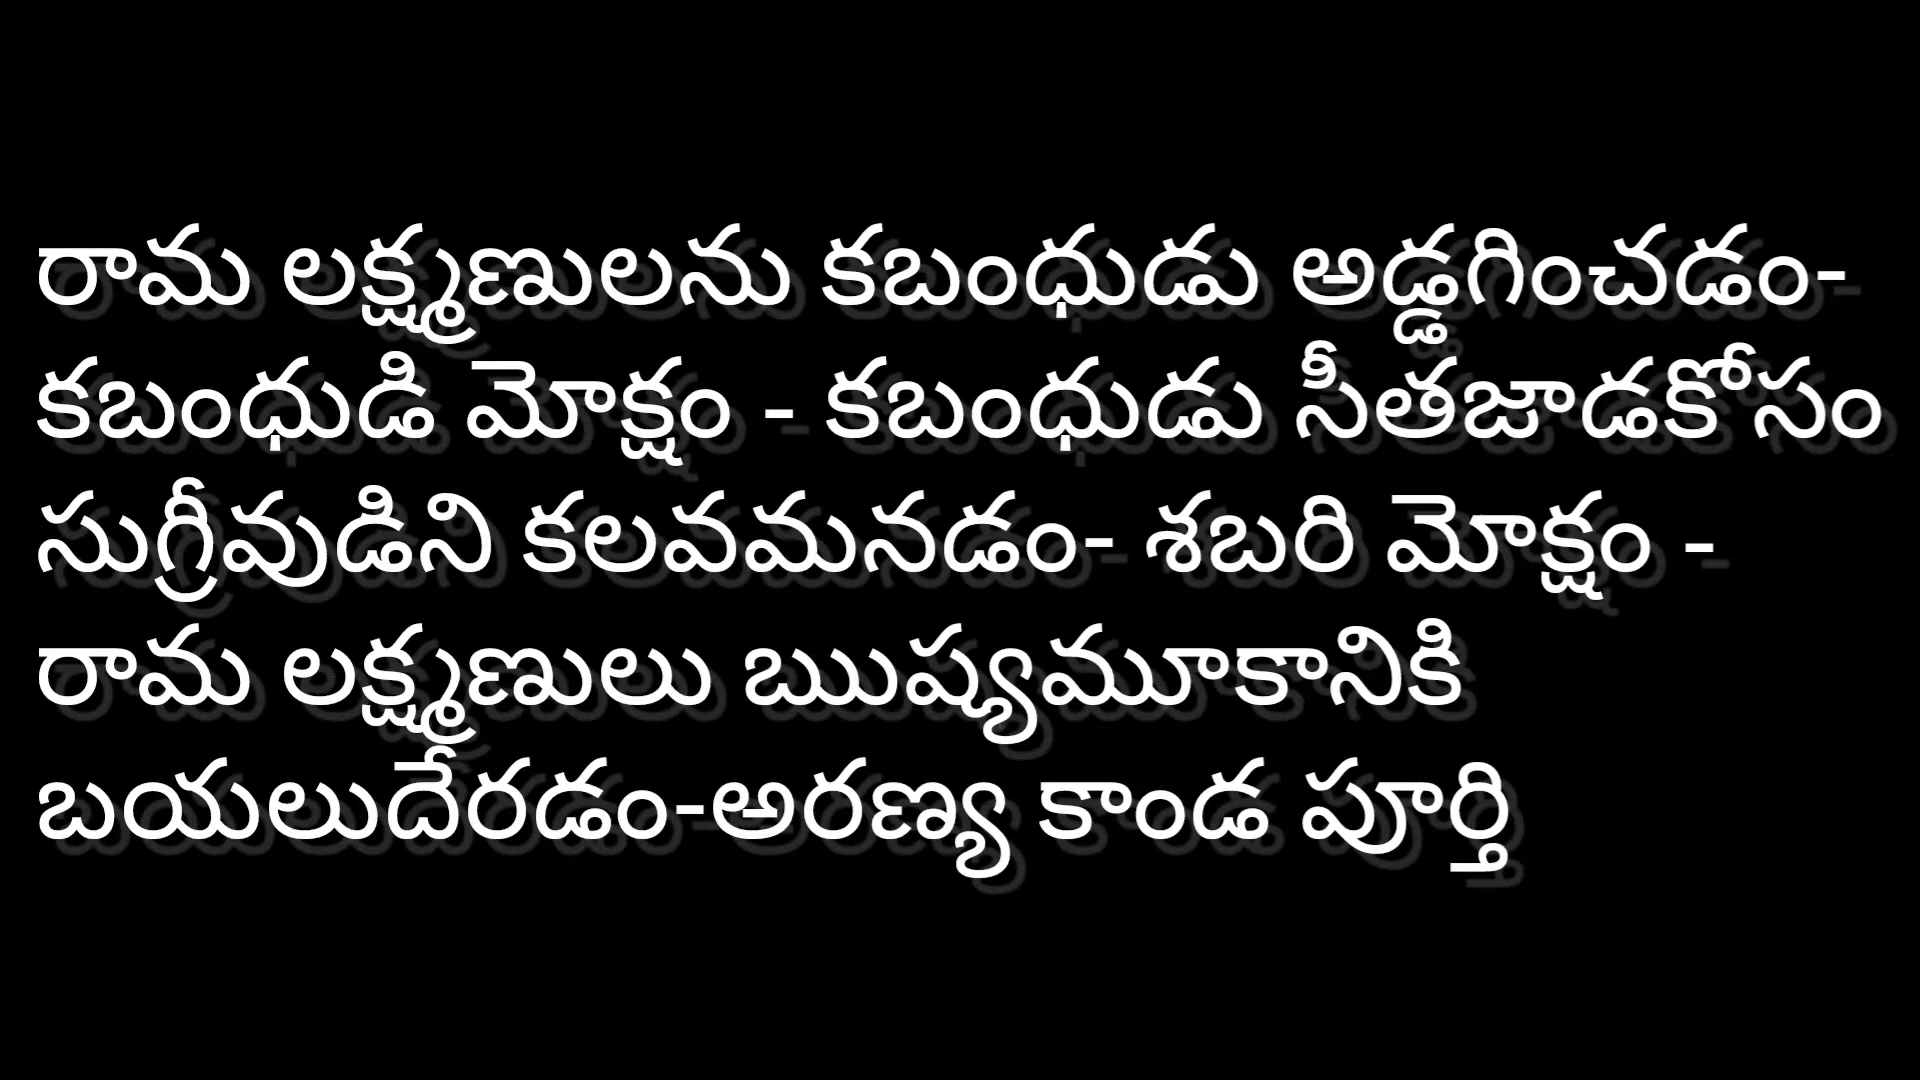 రామ లక్ష్మణులను కబంధుడు అడ్డగించడం-
కబంధుడి మోక్షం - కబంధుడు సీతజాడకోసం
సుగ్రీవుడిని కలవమనడం- శబరి మోక్షం -
రామ లక్ష్మణులు ఋష్యమూకానికి
బయలుదేరడం-అరణ్య కాండ పూర్తి